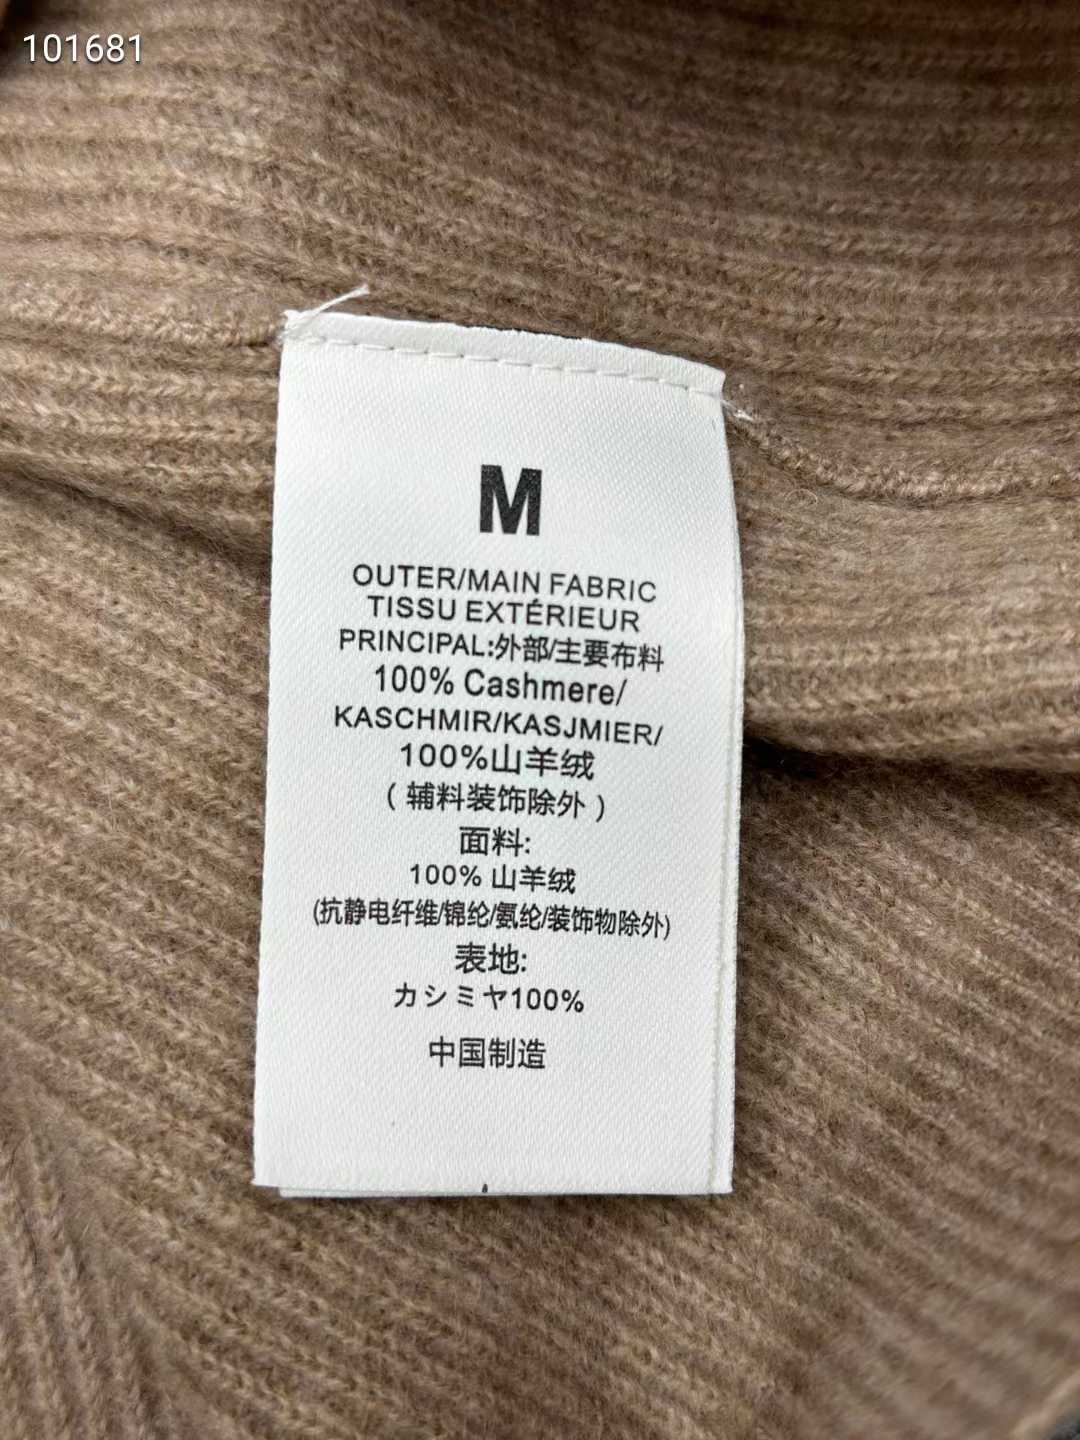 101681
M
OUTER/MAIN FABRIC
TISSU EXTÉRIEUR
PRINCIPAL:外部/主要布料
100% Cashmere/
KASCHMIR/KASJMIER/
100%山羊绒
(辅料装饰除外)
面料:
100% 山羊绒
(抗静电纤维/锦纶/氨纶/装饰物除外)
表地:
カシミヤ100%
中国制造